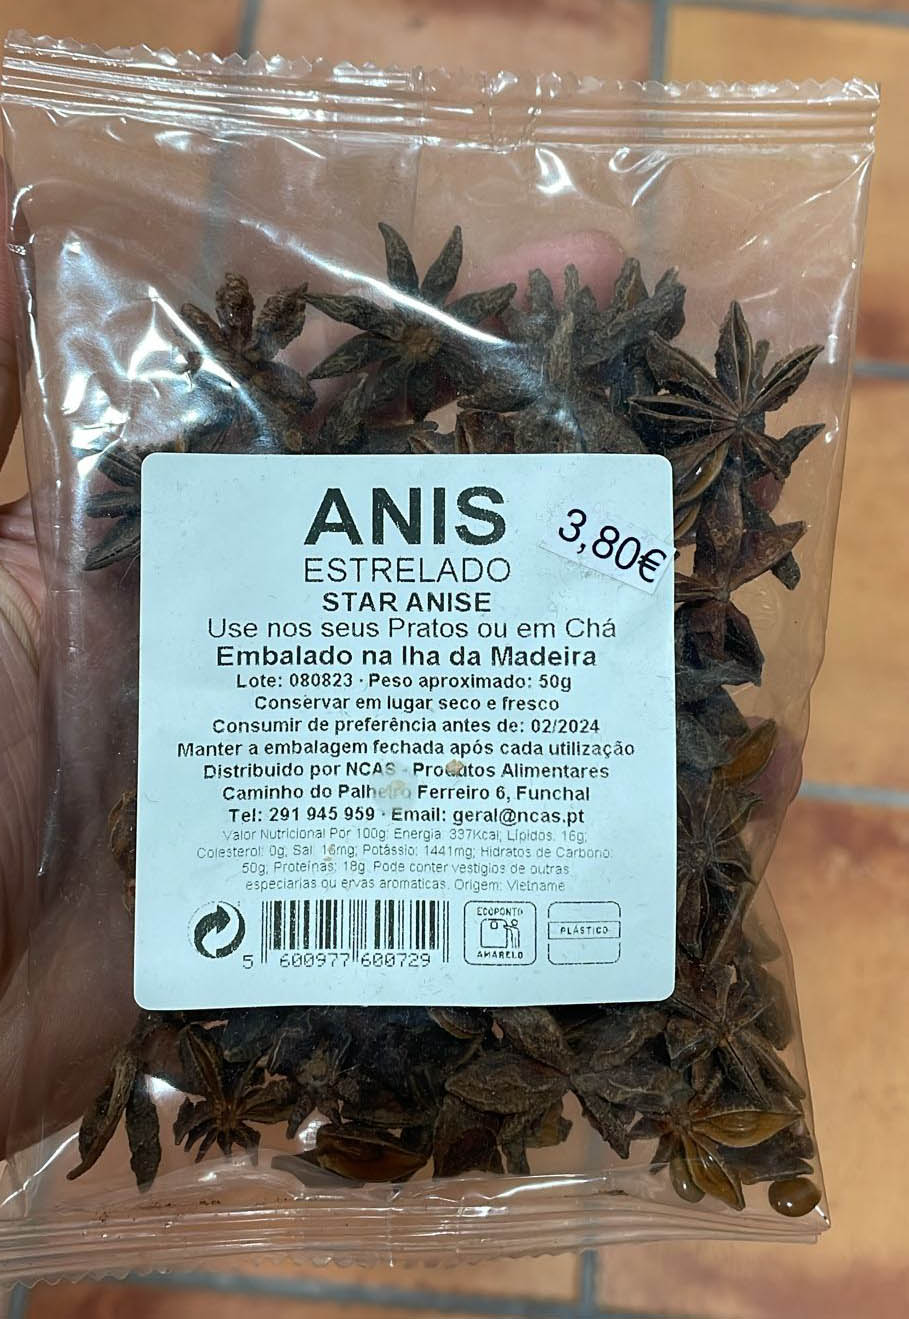 ANIS
3,80€
ESTRELADO
STAR ANISE
Use nos seus Pratos ou em Chá
Embalado na lha da Madeira
Lote: 080823 · Peso aproximado: 50g
Conservar em lugar seco e fresco
Consumir de preferência antes de: 02/2024
Manter a embalagem fechada após cada utilização
Distribuido por NCAS - Produtos Alimentares
Caminho do Palheiro Ferreiro 6, Funchal
Tel: 291 945 959 · Email: geral@ncas.pt
Valor Nutricional Por 100g: Energia: 337Kcal; Lípidos: 16g;
Colesterol: 0g, Sal: 16mg; Potássio: 1441mg; Hidratos de Carbono:
50g, Proteínas: 18g. Pode conter vestígios de outras
especiarias ou ervas aromaticas. Origem: Vietname
ECOPONTO
AMARELO
PLÁSTICO
5 600977 600729